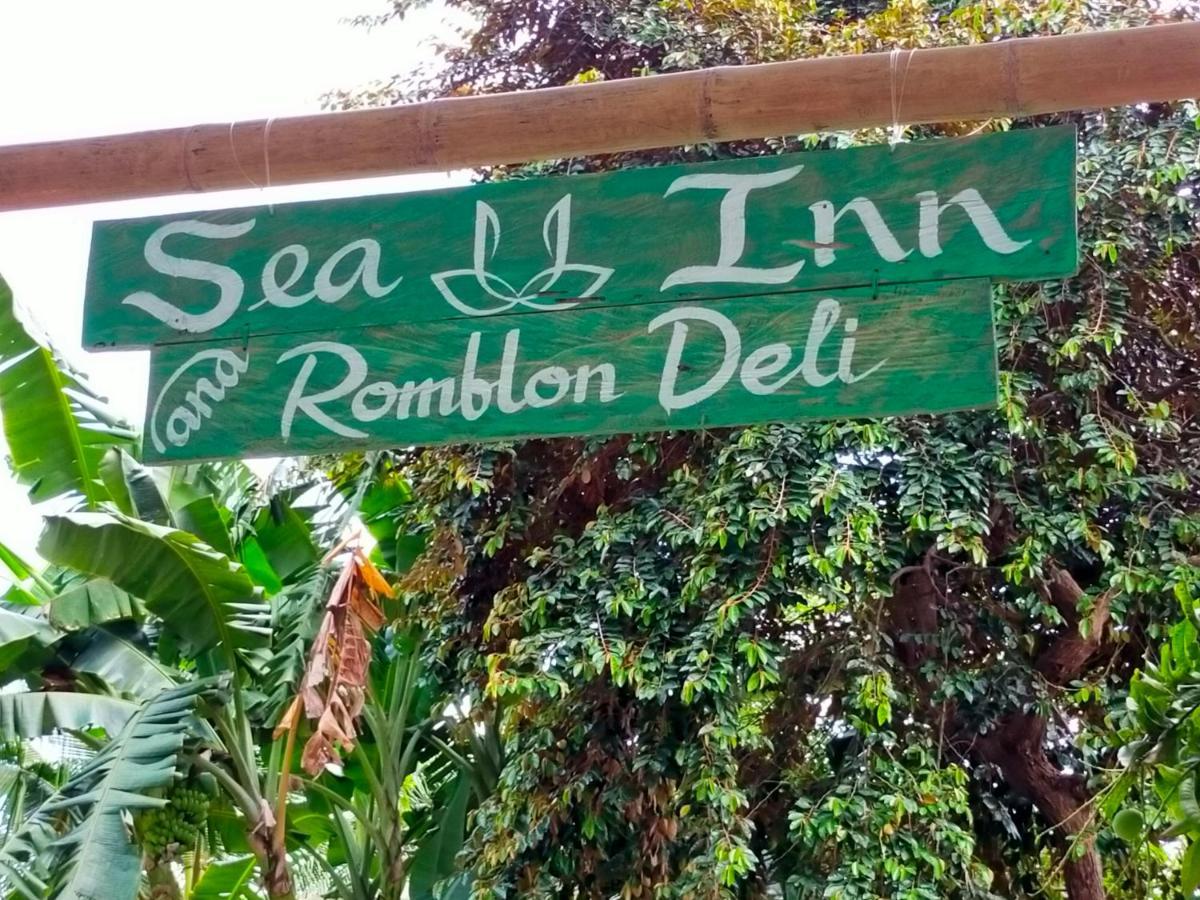 Sea Inn
and Romblon Deli